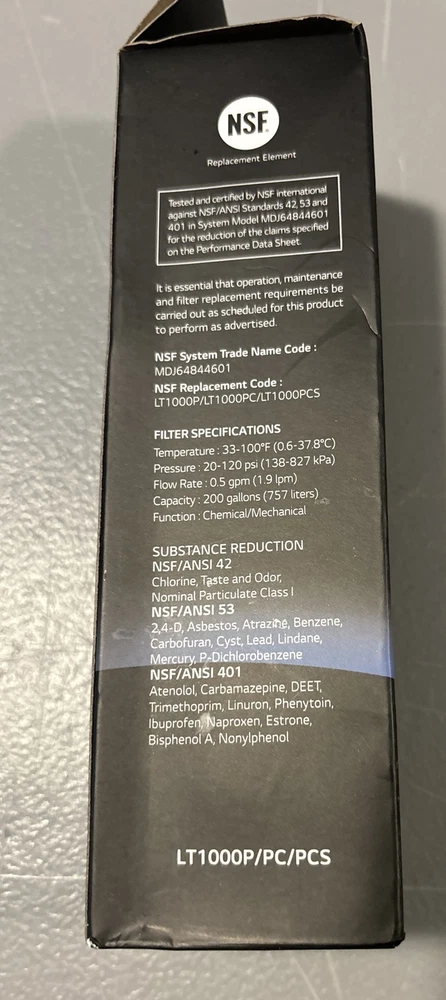 NSF®
Replacement Element
Tested and certified by NSF international
against NSF/ANSI Standards 42, 53 and
401 in System Model MDJ64844601
for the reduction of the claims specified
on the Performance Data Sheet.
It is essential that operation, maintenance
and filter replacement requirements be
carried out as scheduled for this product
to perform as advertised.
NSF System Trade Name Code :
MDJ64844601
NSF Replacement Code :
LT1000P/LT1000PC/LT1000PCS
FILTER SPECIFICATIONS
Temperature : 33-100°F (0.6-37.8°C)
Pressure : 20-120 psi (138-827 kPa)
Flow Rate : 0.5 gpm (1.9 lpm)
Capacity : 200 gallons (757 liters)
Function : Chemical/Mechanical
SUBSTANCE REDUCTION
NSF/ANSI 42
Chlorine, Taste and Odor,
Nominal Particulate Class I
NSF/ANSI 53
2,4-D, Asbestos, Atrazine, Benzene,
Carbofuran, Cyst, Lead, Lindane,
Mercury, P-Dichlorobenzene
NSF/ANSI 401
Atenolol, Carbamazepine, DEET,
Trimethoprim, Linuron, Phenytoin,
Ibuprofen, Naproxen, Estrone,
Bisphenol A, Nonylphenol
LT1000P/PC/PCS